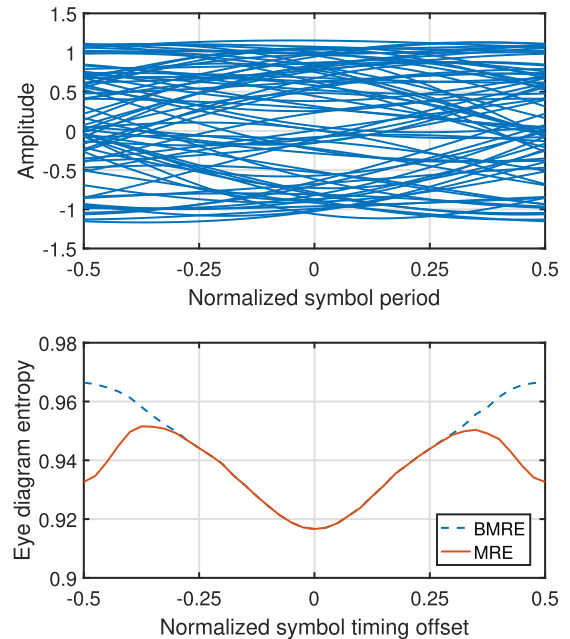 1.5
1
0.5
0
-0.5
-1
-1.5
Amplitude
-0.5 -0.25 0 0.25 0.5
Normalized symbol period
0.98
0.96
0.94
0.92
0.9
Eye diagram entropy
BMRE
MRE
-0.5 -0.25 0 0.25 0.5
Normalized symbol timing offset